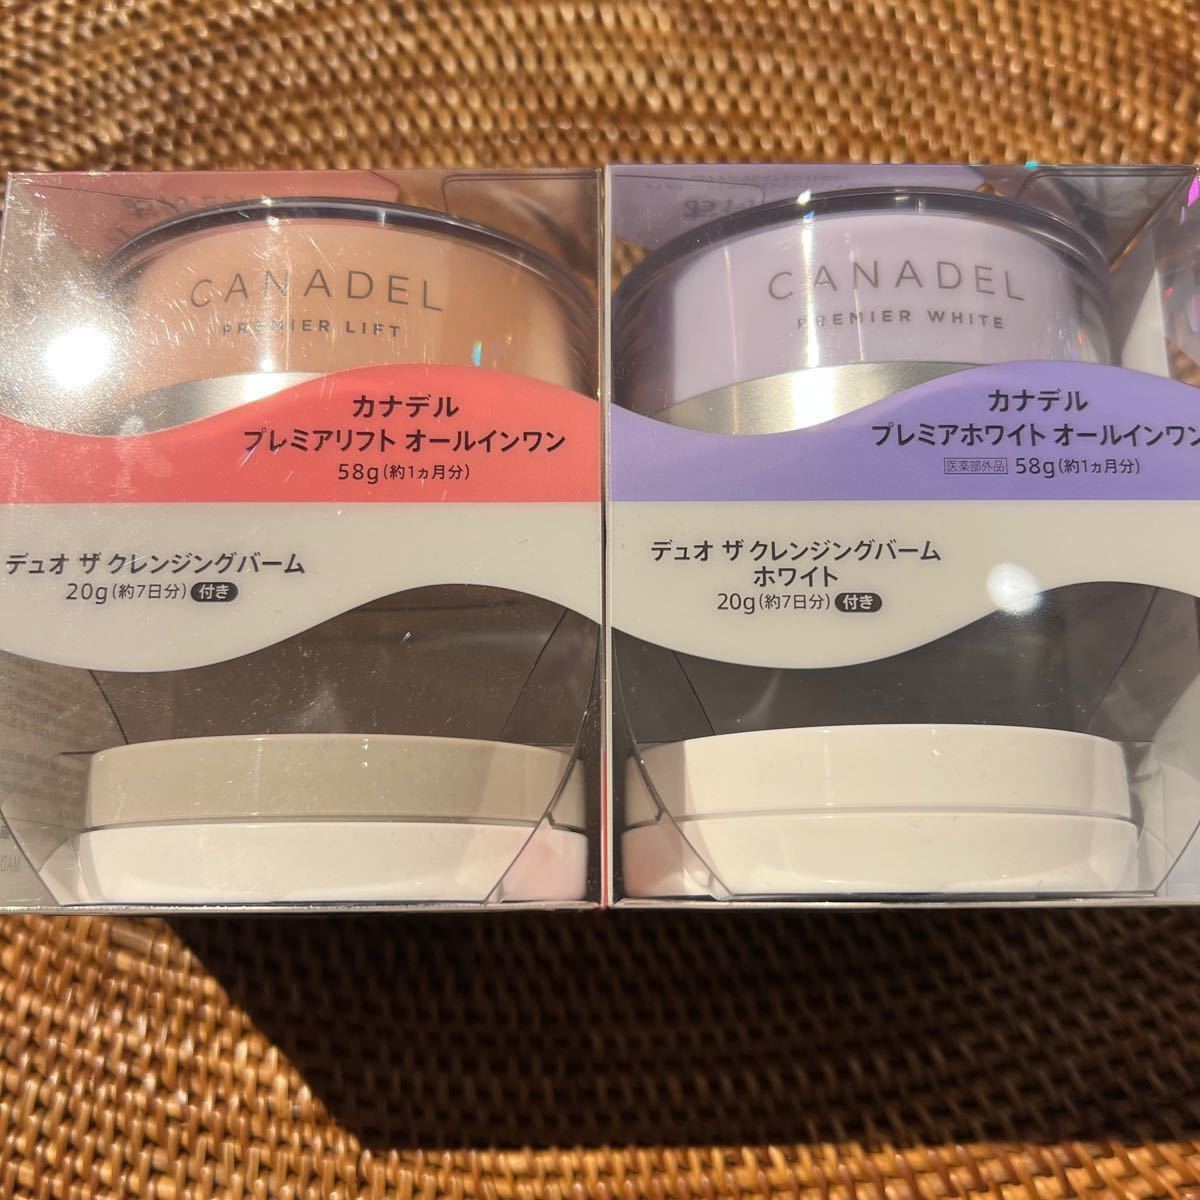 CANADEL
PREMIER LIFT
カナデル
プレミアリフト オールインワン
58g(約1ヵ月分)
デュオ ザ クレンジングバーム
20g(約7日分) 付き
CANADEL
PREMIER WHITE
カナデル
プレミアホワイト オールインワン
医薬部外品 58g(約1ヵ月分)
デュオ ザ クレンジングバーム
ホワイト
20g(約7日分) 付き